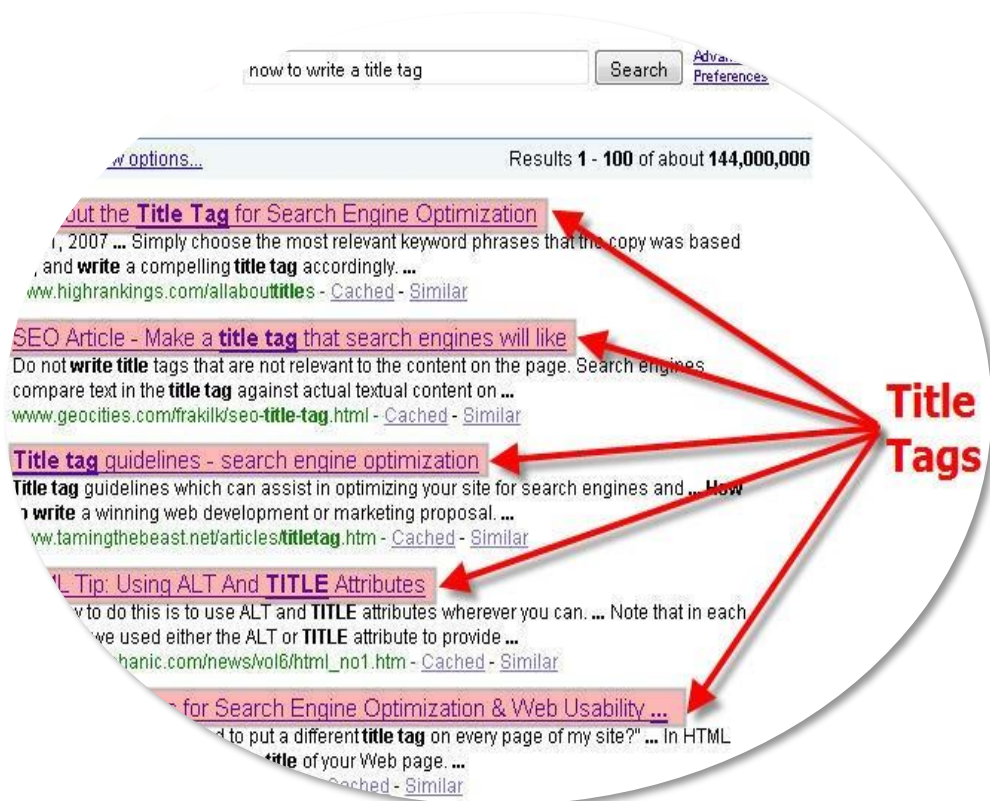 now to write a title tag Search Advan
Preferences
w options... Results 1 - 100 of about 144,000,000
out the Title Tag for Search Engine Optimization
1, 2007 ... Simply choose the most relevant keyword phrases that the copy was based
, and write a compelling title tag accordingly. ...
www.highrankings.com/allabouttitles - Cached - Similar
SEO Article - Make a title tag that search engines will like
Do not write title tags that are not relevant to the content on the page. Search engines
compare text in the title tag against actual textual content on ...
www.geocities.com/frakilk/seo-title-tag.html - Cached - Similar
Title
Tags
Title tag guidelines - search engine optimization
Title tag guidelines which can assist in optimizing your site for search engines and ... How
o write a winning web development or marketing proposal. ...
www.tamingthebeast.net/articles/titletag.htm - Cached - Similar
L Tip: Using ALT And TITLE Attributes
y to do this is to use ALT and TITLE attributes wherever you can. ... Note that in each
we used either the ALT or TITLE attribute to provide ...
hanic.com/news/vol6/html_no1.htm - Cached - Similar
s for Search Engine Optimization & Web Usability ...
d to put a different title tag on every page of my site?" ... In HTML
title of your Web page. ...
Cached - Similar